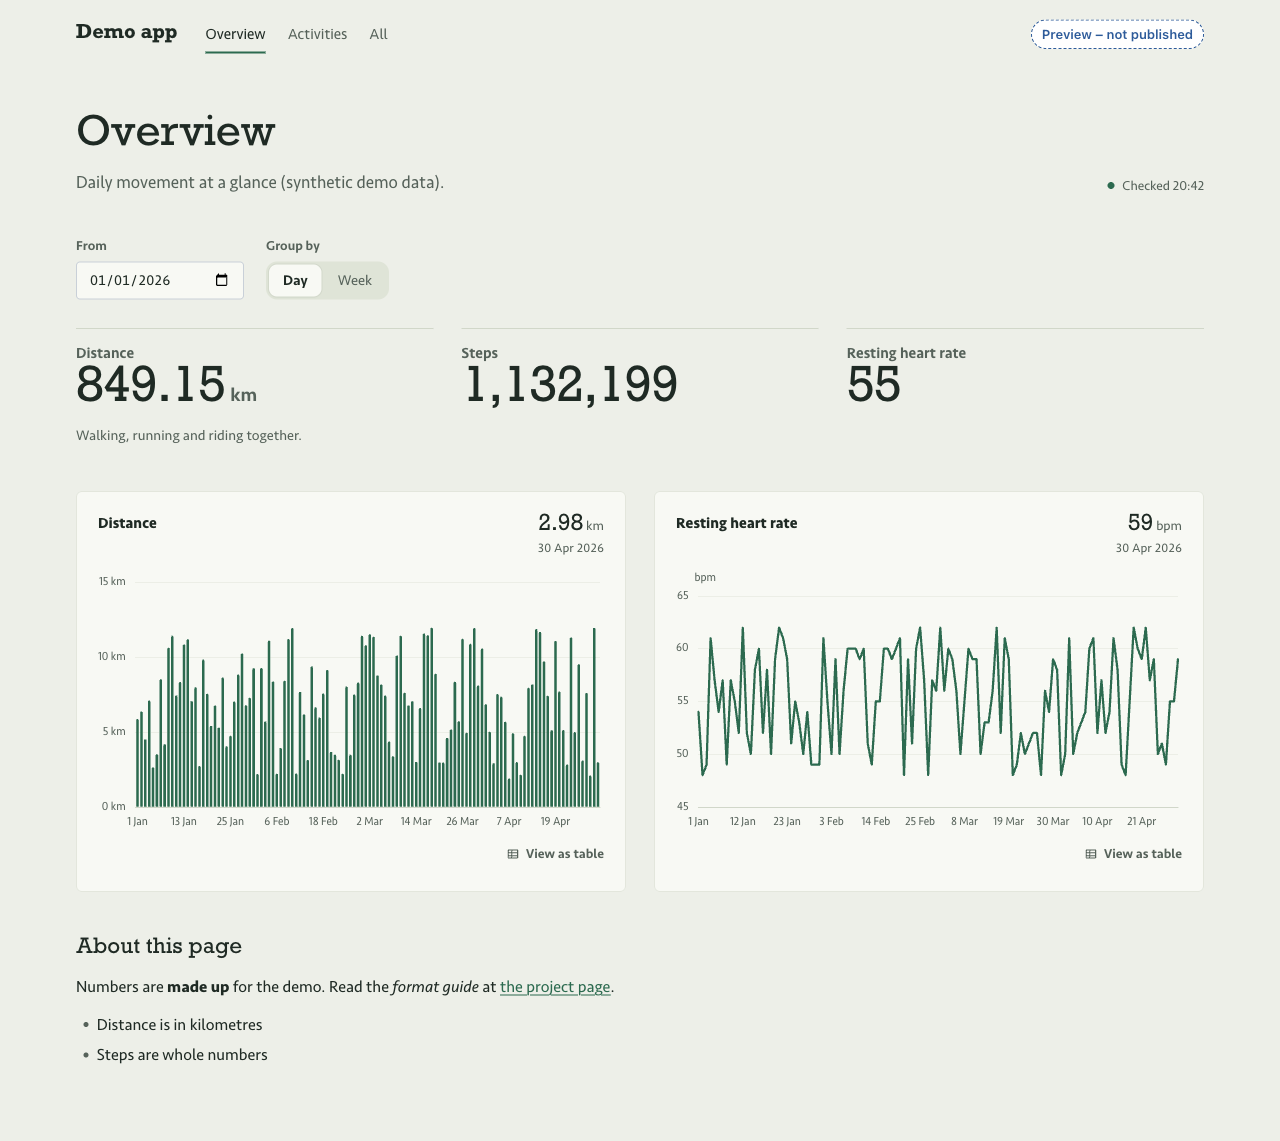 Demo app
Overview
Activities
All
Preview – not published
Overview
Daily movement at a glance (synthetic demo data).
Checked 20:42
From
Group by
01/01/2026
Day
Week
Distance
849.15 km
Walking, running and riding together.
Steps
1,132,199
Resting heart rate
55
Distance
2.98 km
30 Apr 2026
15 km
10 km
5 km
0 km
1 Jan
13 Jan
25 Jan
6 Feb
18 Feb
2 Mar
14 Mar
26 Mar
7 Apr
19 Apr
View as table
Resting heart rate
59 bpm
30 Apr 2026
bpm
65
60
55
50
45
1 Jan
12 Jan
23 Jan
3 Feb
14 Feb
25 Feb
8 Mar
19 Mar
30 Mar
10 Apr
21 Apr
View as table
About this page
Numbers are made up for the demo. Read the format guide at the project page.
• Distance is in kilometres
• Steps are whole numbers